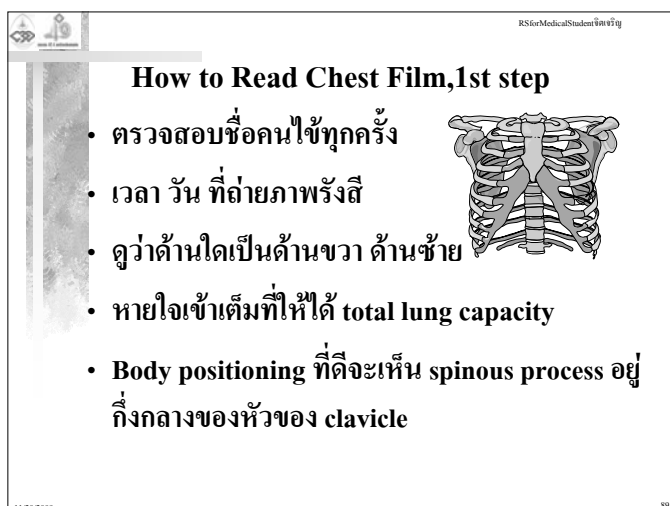 RSforMedicalStudentจิตเจริญ
How to Read Chest Film,1st step
• ตรวจสอบชื่อคนไข้ทุกครั้ง
• เวลา วัน ที่ถ่ายภาพรังสี
• ดูว่าด้านใดเป็นด้านขวา ด้านซ้าย
• หายใจเข้าเต็มที่ให้ได้ total lung capacity
• Body positioning ที่ดีจะเห็น spinous process อยู่
กึ่งกลางของหัวของ clavicle